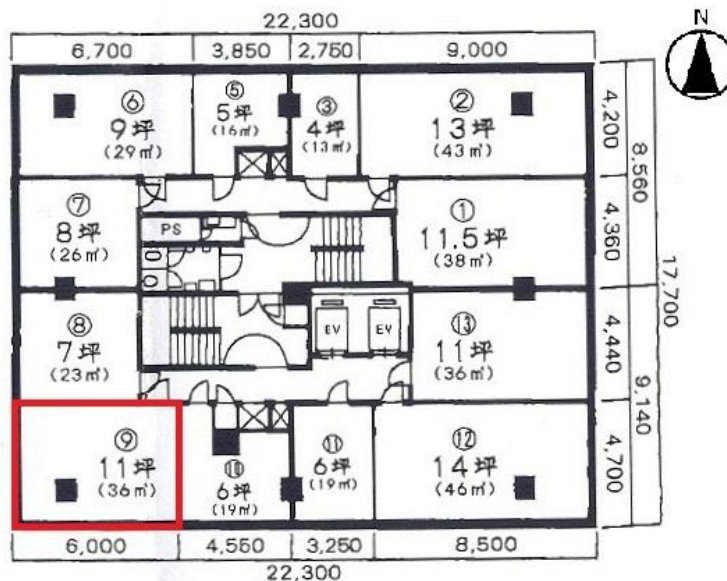 22,300
N
6,700 3,850 2,750 9,000
⑥
9坪
(29㎡)
⑤
5坪
(16㎡)
③
4坪
(13㎡)
②
13坪
(43㎡)
4,200
8,560
⑦
8坪
(26㎡)
PS
①
11.5坪
(38㎡)
4,360
17,700
⑧
7坪
(23㎡)
EV EV
⑬
11坪
(36㎡)
4,440
9,140
⑨
11坪
(36㎡)
⑩
6坪
(19㎡)
⑪
6坪
(19㎡)
⑫
14坪
(46㎡)
4,700
6,000 4,550 3,250 8,500
22,300